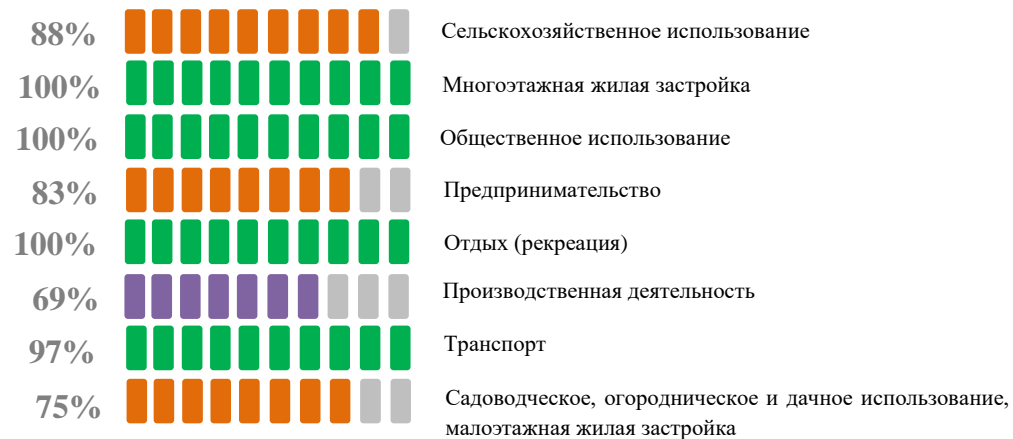 88% Сельскохозяйственное использование
100% Многоэтажная жилая застройка
100% Общественное использование
83% Предпринимательство
100% Отдых (рекреация)
69% Производственная деятельность
97% Транспорт
75% Садоводческое, огородническое и дачное использование,
малоэтажная жилая застройка